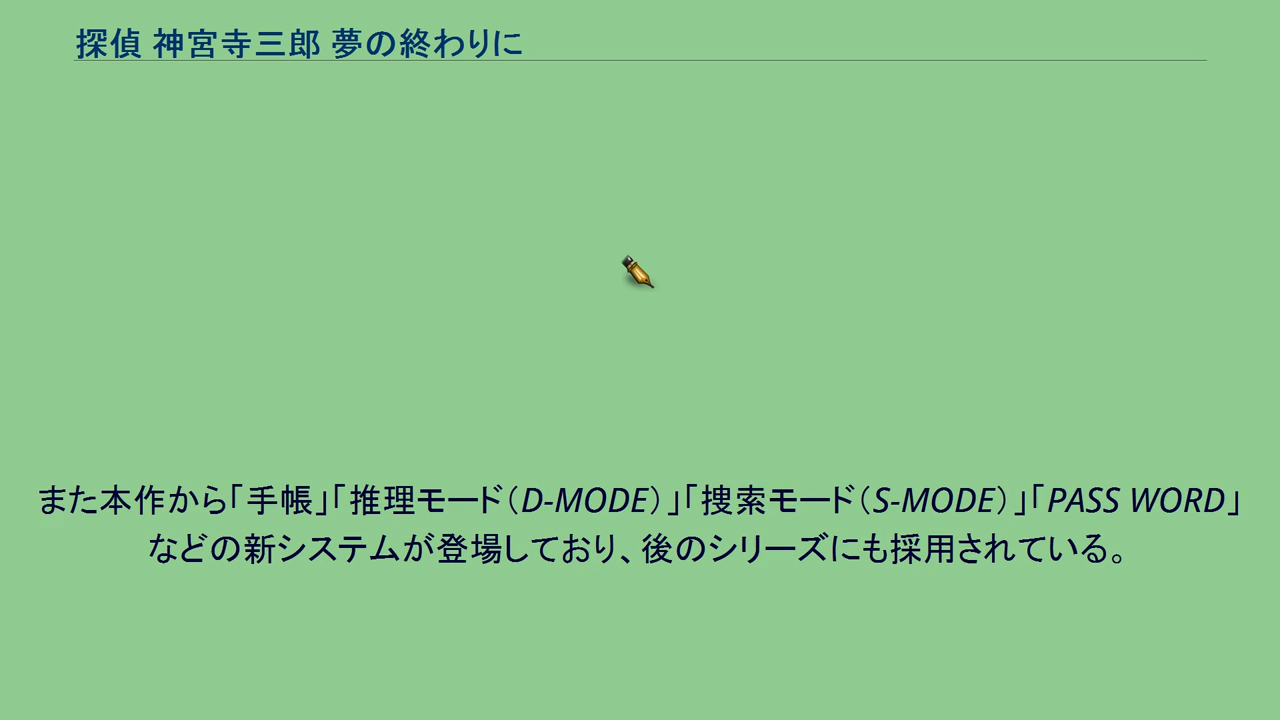 探偵 神宮寺三郎 夢の終わりに
また本作から「手帳」「推理モード（D-MODE）」「捜索モード（S-MODE）」「PASS WORD」
などの新システムが登場しており、後のシリーズにも採用されている。